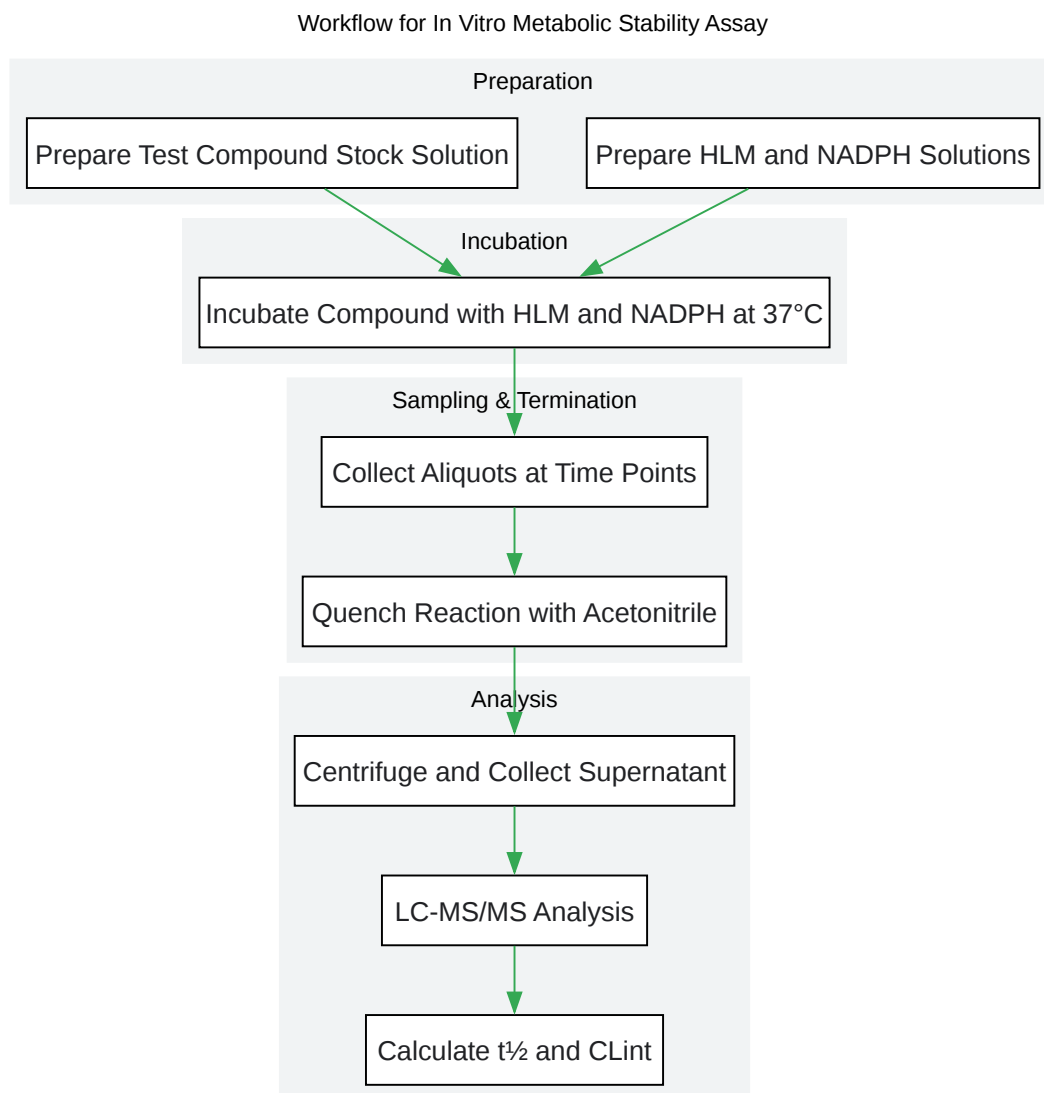 Workflow for In Vitro Metabolic Stability Assay
Preparation
Prepare Test Compound Stock Solution
Prepare HLM and NADPH Solutions
Incubation
Incubate Compound with HLM and NADPH at 37°C
Sampling & Termination
Collect Aliquots at Time Points
Quench Reaction with Acetonitrile
Analysis
Centrifuge and Collect Supernatant
LC-MS/MS Analysis
Calculate t½ and CLint